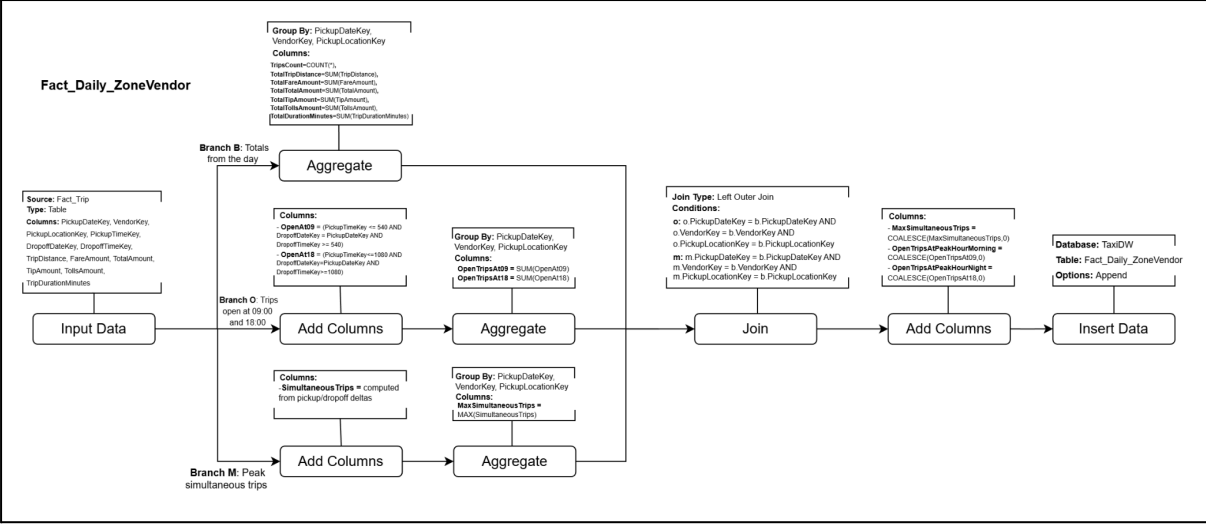 Fact_Daily_ZoneVendor
Group By: PickupDateKey,
VendorKey, PickupLocationKey
Columns:
TripsCount=COUNT(*),
TotalTripDistance=SUM(TripDistance),
TotalFareAmount=SUM(FareAmount),
TotalTotalAmount=SUM(TotalAmount),
TotalTipAmount=SUM(TipAmount),
TotalTollsAmount=SUM(TollsAmount),
TotalDurationMinutes=SUM(TripDurationMinutes)
Branch B: Totals
from the day
Aggregate
Source: Fact_Trip
Type: Table
Columns: PickupDateKey, VendorKey,
PickupLocationKey, PickupTimeKey,
DropoffDateKey, DropoffTimeKey,
TripDistance, FareAmount, TotalAmount,
TipAmount, TollsAmount,
TripDurationMinutes
Input Data
Branch O: Trips
open at 09:00
and 18:00
Columns:
- OpenAt09 = (PickupTimeKey <= 540 AND
DropoffDateKey = PickupDateKey AND
DropoffTimeKey >= 540)
- OpenAt18 = (PickupTimeKey<=1080 AND
DropoffDateKey=PickupDateKey AND
DropoffTimeKey>=1080)
Add Columns
Group By: PickupDateKey,
VendorKey, PickupLocationKey
Columns:
OpenTripsAt09 = SUM(OpenAt09)
OpenTripsAt18 = SUM(OpenAt18)
Aggregate
Branch M: Peak
simultaneous trips
Columns:
-SimultaneousTrips = computed
from pickup/dropoff deltas
Add Columns
Group By: PickupDateKey,
VendorKey, PickupLocationKey
Columns:
MaxSimultaneousTrips =
MAX(SimultaneousTrips)
Aggregate
Join Type: Left Outer Join
Conditions:
o: o.PickupDateKey = b.PickupDateKey AND
o.VendorKey = b.VendorKey AND
o.PickupLocationKey = b.PickupLocationKey
m: m.PickupDateKey = b.PickupDateKey AND
m.VendorKey = b.VendorKey AND
m.PickupLocationKey = b.PickupLocationKey
Join
Columns:
- MaxSimultaneousTrips =
COALESCE(MaxSimultaneousTrips,0)
- OpenTripsAtPeakHourMorning =
COALESCE(OpenTripsAt09,0)
- OpenTripsAtPeakHourNight =
COALESCE(OpenTripsAt18,0)
Add Columns
Database: TaxiDW
Table: Fact_Daily_ZoneVendor
Options: Append
Insert Data